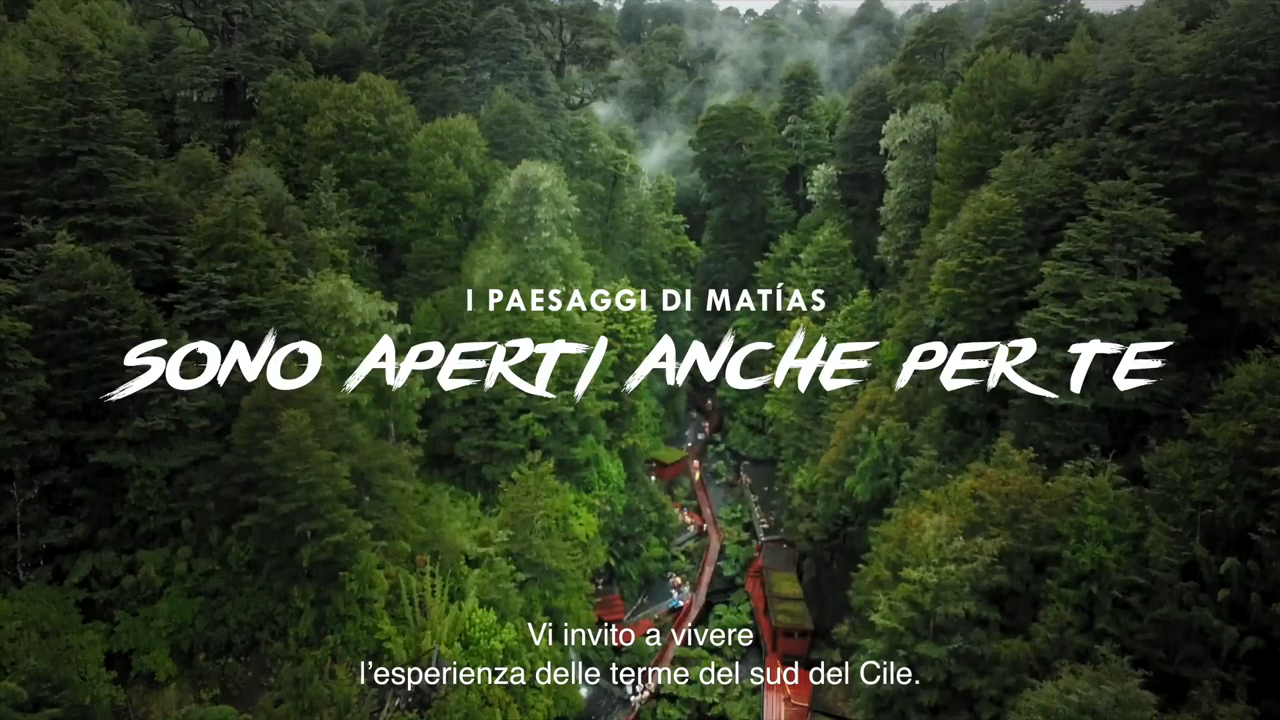 I PAESAGGI DI MATÍAS
SONO APERTI ANCHE PER TE
Vi invito a vivere
l’esperienza delle terme del sud del Cile.